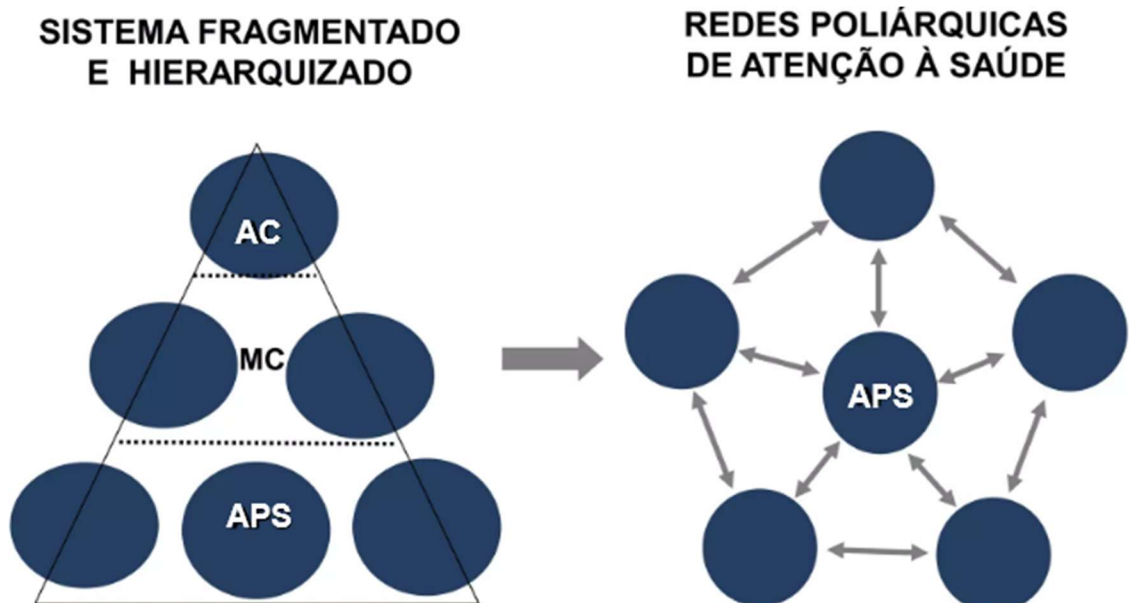 SISTEMA FRAGMENTADO
E HIERARQUIZADO
REDES POLIÁRQUICAS
DE ATENÇÃO À SAÚDE
AC
MC
APS
APS